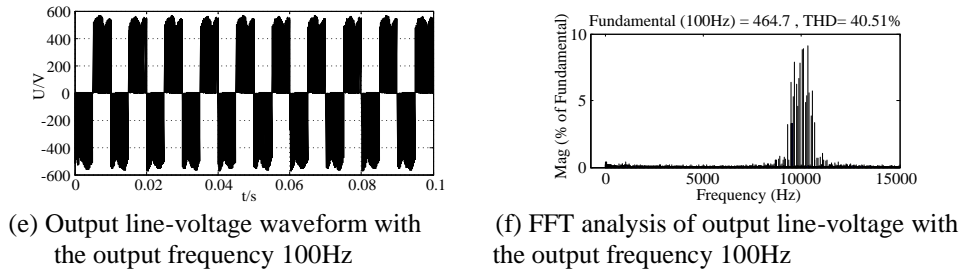 600
400
200
0
-200
-400
-600
U/V
0
0.02
0.04
0.06
0.08
0.1
t/s
(e) Output line-voltage waveform with
the output frequency 100Hz
Fundamental (100Hz) = 464.7 , THD= 40.51%
10
5
0
Mag (% of Fundamental)
0
5000
10000
15000
Frequency (Hz)
(f) FFT analysis of output line-voltage with
the output frequency 100Hz